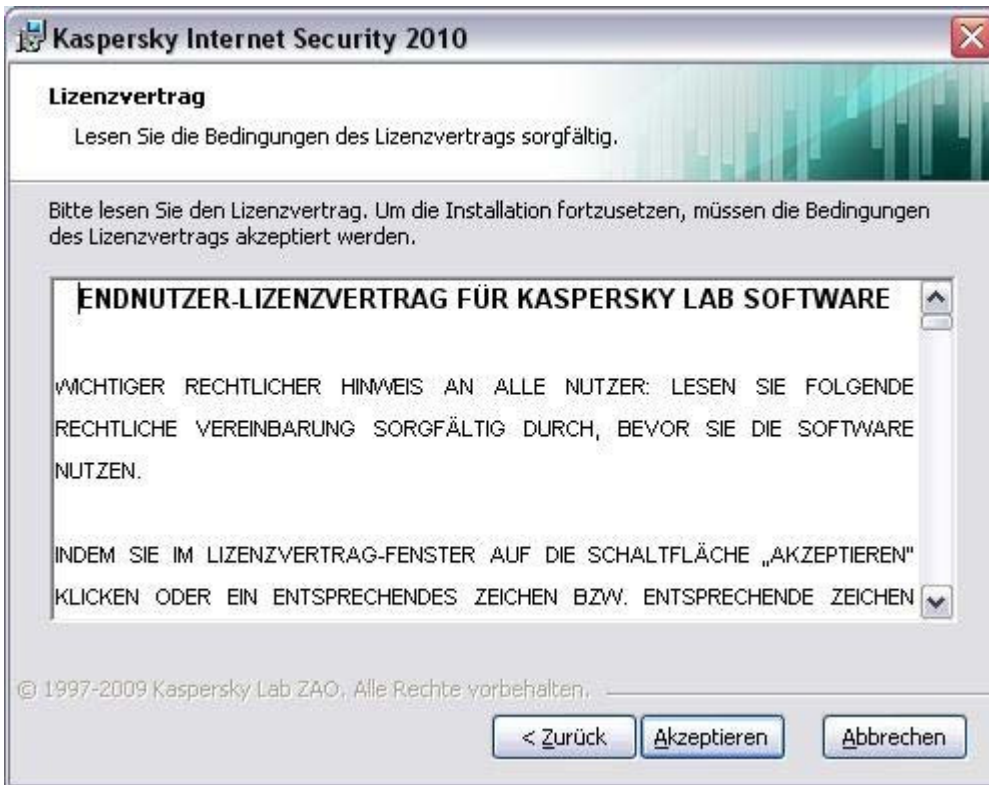 Kaspersky Internet Security 2010
Lizenzvertrag
Lesen Sie die Bedingungen des Lizenzvertrags sorgfältig.
Bitte lesen Sie den Lizenzvertrag. Um die Installation fortzusetzen, müssen die Bedingungen
des Lizenzvertrags akzeptiert werden.
ENDNUTZER-LIZENZVERTRAG FÜR KASPERSKY LAB SOFTWARE
WICHTIGER RECHTLICHER HINWEIS AN ALLE NUTZER: LESEN SIE FOLGENDE
RECHTLICHE VEREINBARUNG SORGFÄLTIG DURCH, BEVOR SIE DIE SOFTWARE
NUTZEN.
INDEM SIE IM LIZENZVERTRAG-FENSTER AUF DIE SCHALTFLÄCHE „AKZEPTIEREN"
KLICKEN ODER EIN ENTSPRECHENDES ZEICHEN BZW. ENTSPRECHENDE ZEICHEN
© 1997-2009 Kaspersky Lab ZAO. Alle Rechte vorbehalten.
< Zurück Akzeptieren Abbrechen